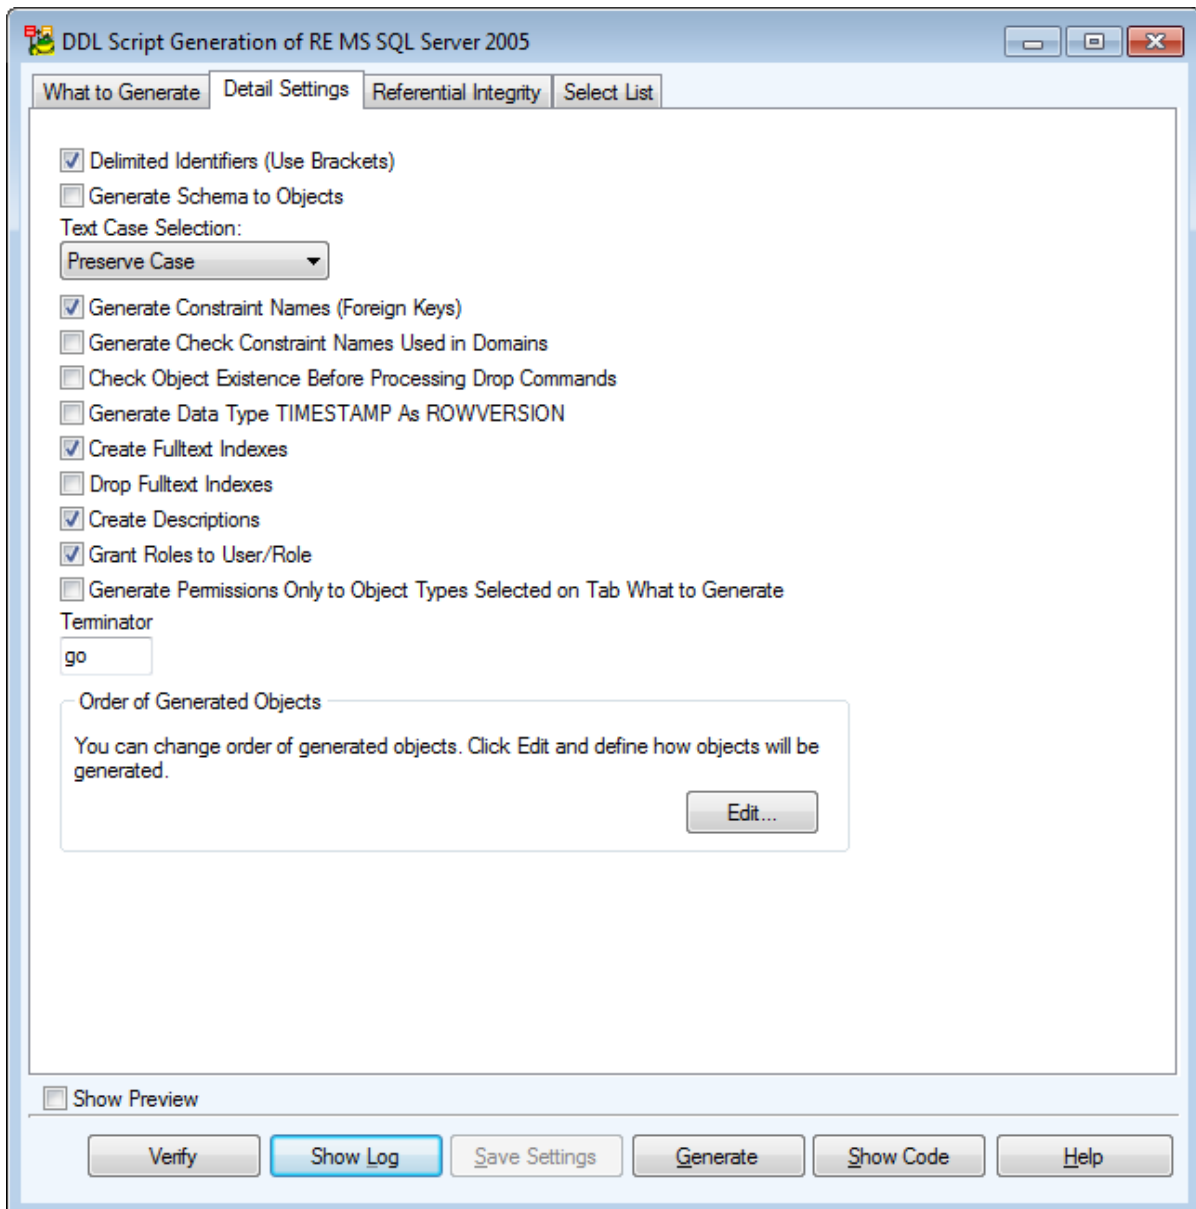 DDL Script Generation of RE MS SQL Server 2005
What to Generate Detail Settings Referential Integrity Select List
Delimited Identifiers (Use Brackets)
Generate Schema to Objects
Text Case Selection:
Preserve Case
Generate Constraint Names (Foreign Keys)
Generate Check Constraint Names Used in Domains
Check Object Existence Before Processing Drop Commands
Generate Data Type TIMESTAMP As ROWVERSION
Create Fulltext Indexes
Drop Fulltext Indexes
Create Descriptions
Grant Roles to User/Role
Generate Permissions Only to Object Types Selected on Tab What to Generate
Terminator
go
Order of Generated Objects
You can change order of generated objects. Click Edit and define how objects will be
generated.
Edit...
Show Preview
Verify Show Log Save Settings Generate Show Code Help